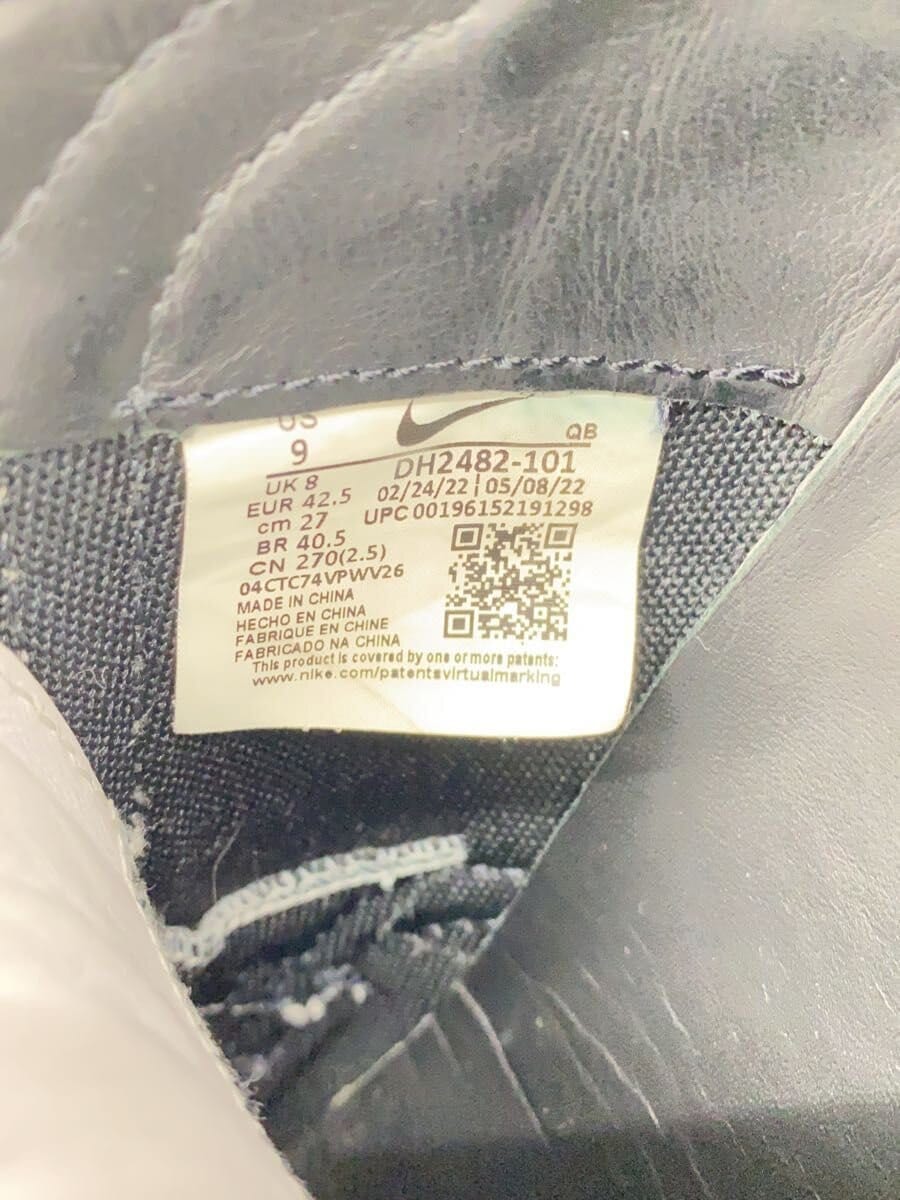 US
9
UK 8
EUR 42.5
cm 27
BR 40.5
CN 270(2.5)
04CTC74VPWV26
MADE IN CHINA
HECHO EN CHINA
FABRIQUE EN CHINE
FABRICADO NA CHINA
QB
DH2482-101
02/24/22 | 05/08/22
UPC 00196152191298
This product is covered by one or more patents:
www.nike.com/patentsvirtualmarking